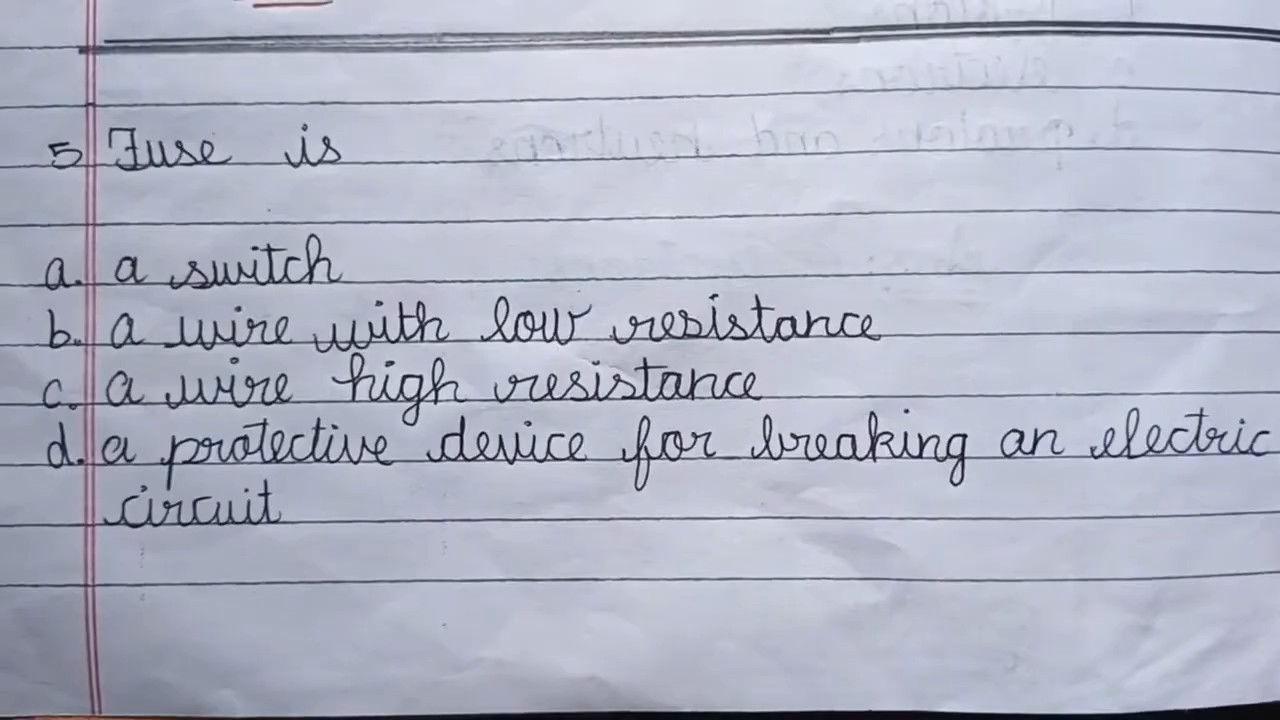 5 Fuse is
a. a switch
b. a wire with low resistance
c. a wire high resistance
d. a protective device for breaking an electric
circuit